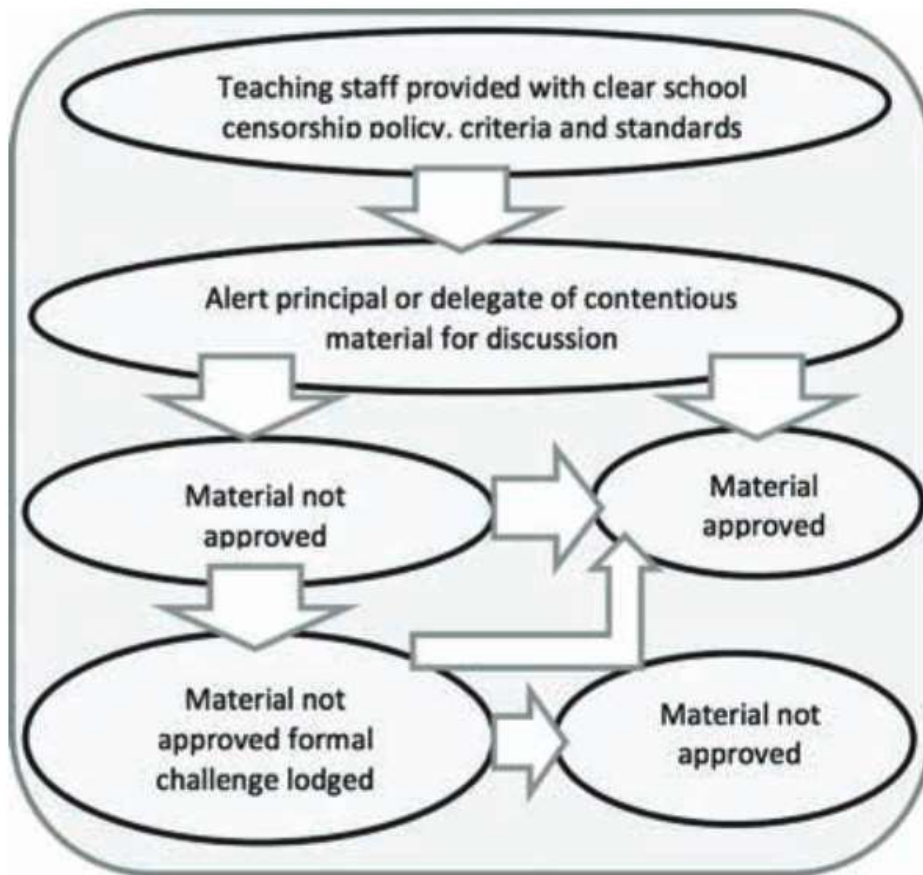 Teaching staff provided with clear school
censorship policy, criteria and standards
Alert principal or delegate of contentious
material for discussion
Material not
approved
Material
approved
Material not
approved formal
challenge lodged
Material not
approved